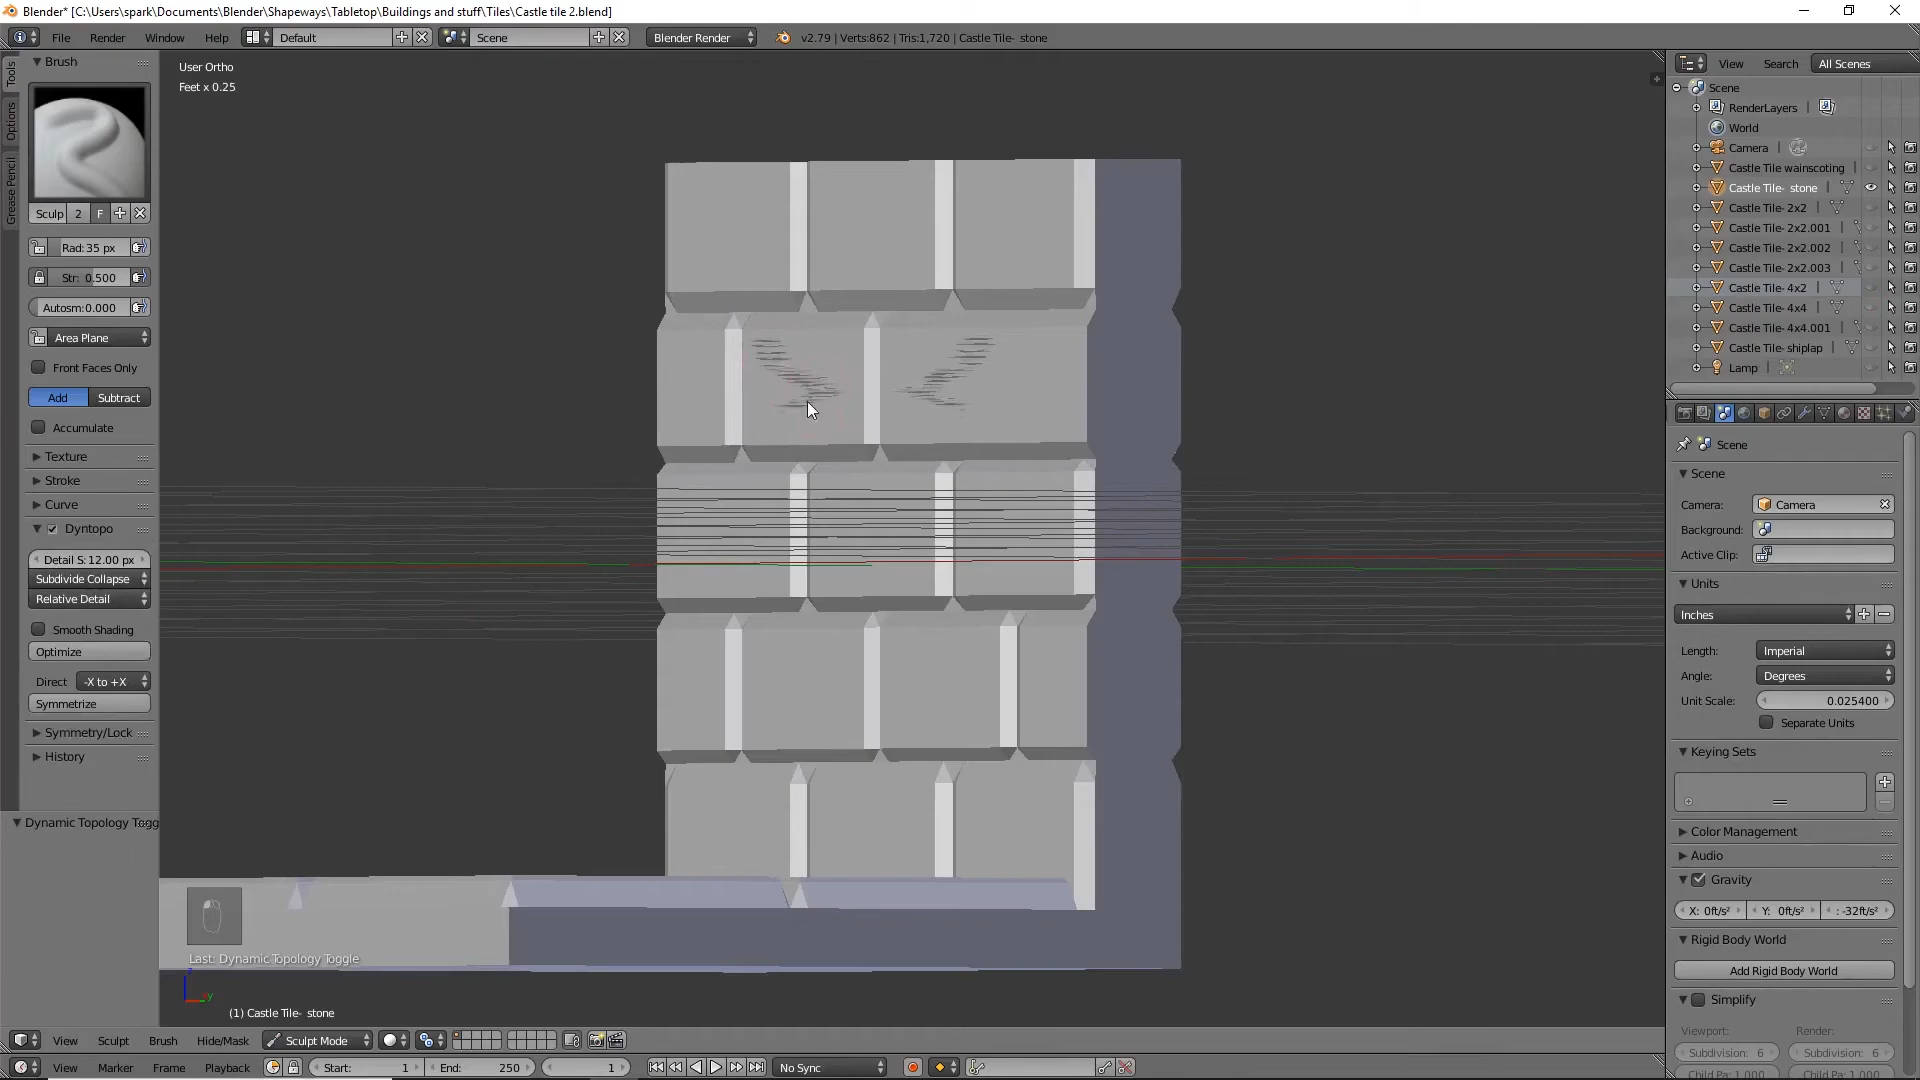 Blender* [C:\Users\spark\Documents\Blender\Shapeways\Tabletop\Buildings and stuff\Tiles\Castle tile 2.blend]
File Render Window Help Default Scene Blender Render v2.79 | Verts:862 | Tris:1,720 | Castle Tile- stone
Tools
Options
Grease Pencil
Brush
Sculp 2 F
Rad: 35 px
Str: 0.500
Autosm:0.000
Area Plane
Front Faces Only
Add Subtract
Accumulate
Texture
Stroke
Curve
Dyntopo
Detail S: 12.00 px
Subdivide Collapse
Relative Detail
Smooth Shading
Optimize
Direct -X to +X
Symmetrize
Symmetry/Lock
History
Dynamic Topology Togg
User Ortho
Feet x 0.25
Last: Dynamic Topology Toggle
z
y
(1) Castle Tile- stone
View Sculpt Brush Hide/Mask Sculpt Mode
View Marker Frame Playback Start: 1 End: 250 1 No Sync
View Search All Scenes
Scene
RenderLayers |
World
Camera |
Castle Tile wainscoting
Castle Tile- stone |
Castle Tile- 2x2 |
Castle Tile- 2x2.001 |
Castle Tile- 2x2.002 |
Castle Tile- 2x2.003 |
Castle Tile- 4x2 |
Castle Tile- 4x4 |
Castle Tile- 4x4.001 |
Castle Tile- shiplap |
Lamp |
Scene
Scene
Camera: Camera
Background:
Active Clip:
Units
Inches
Length: Imperial
Angle: Degrees
Unit Scale: 0.025400
Separate Units
Keying Sets
Color Management
Audio
Gravity
X: 0ft/s² Y: 0ft/s² : -32ft/s²
Rigid Body World
Add Rigid Body World
Simplify
Viewport: Render:
Subdivision: 6 Subdivision: 6
Child Pa: 1.000 Child Pa: 1.000